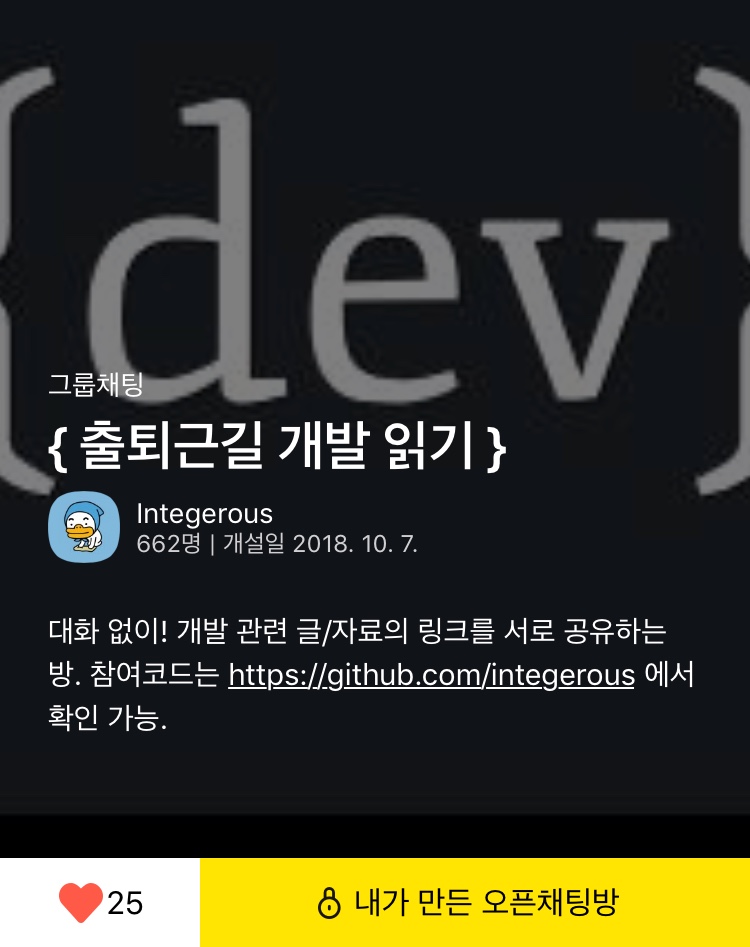 {dev}
그룹채팅
{ 출퇴근길 개발 읽기 }
Integerous
662명 | 개설일 2018. 10. 7.
대화 없이! 개발 관련 글/자료의 링크를 서로 공유하는
방. 참여코드는 https://github.com/integerous 에서
확인 가능.
25
내가 만든 오픈채팅방